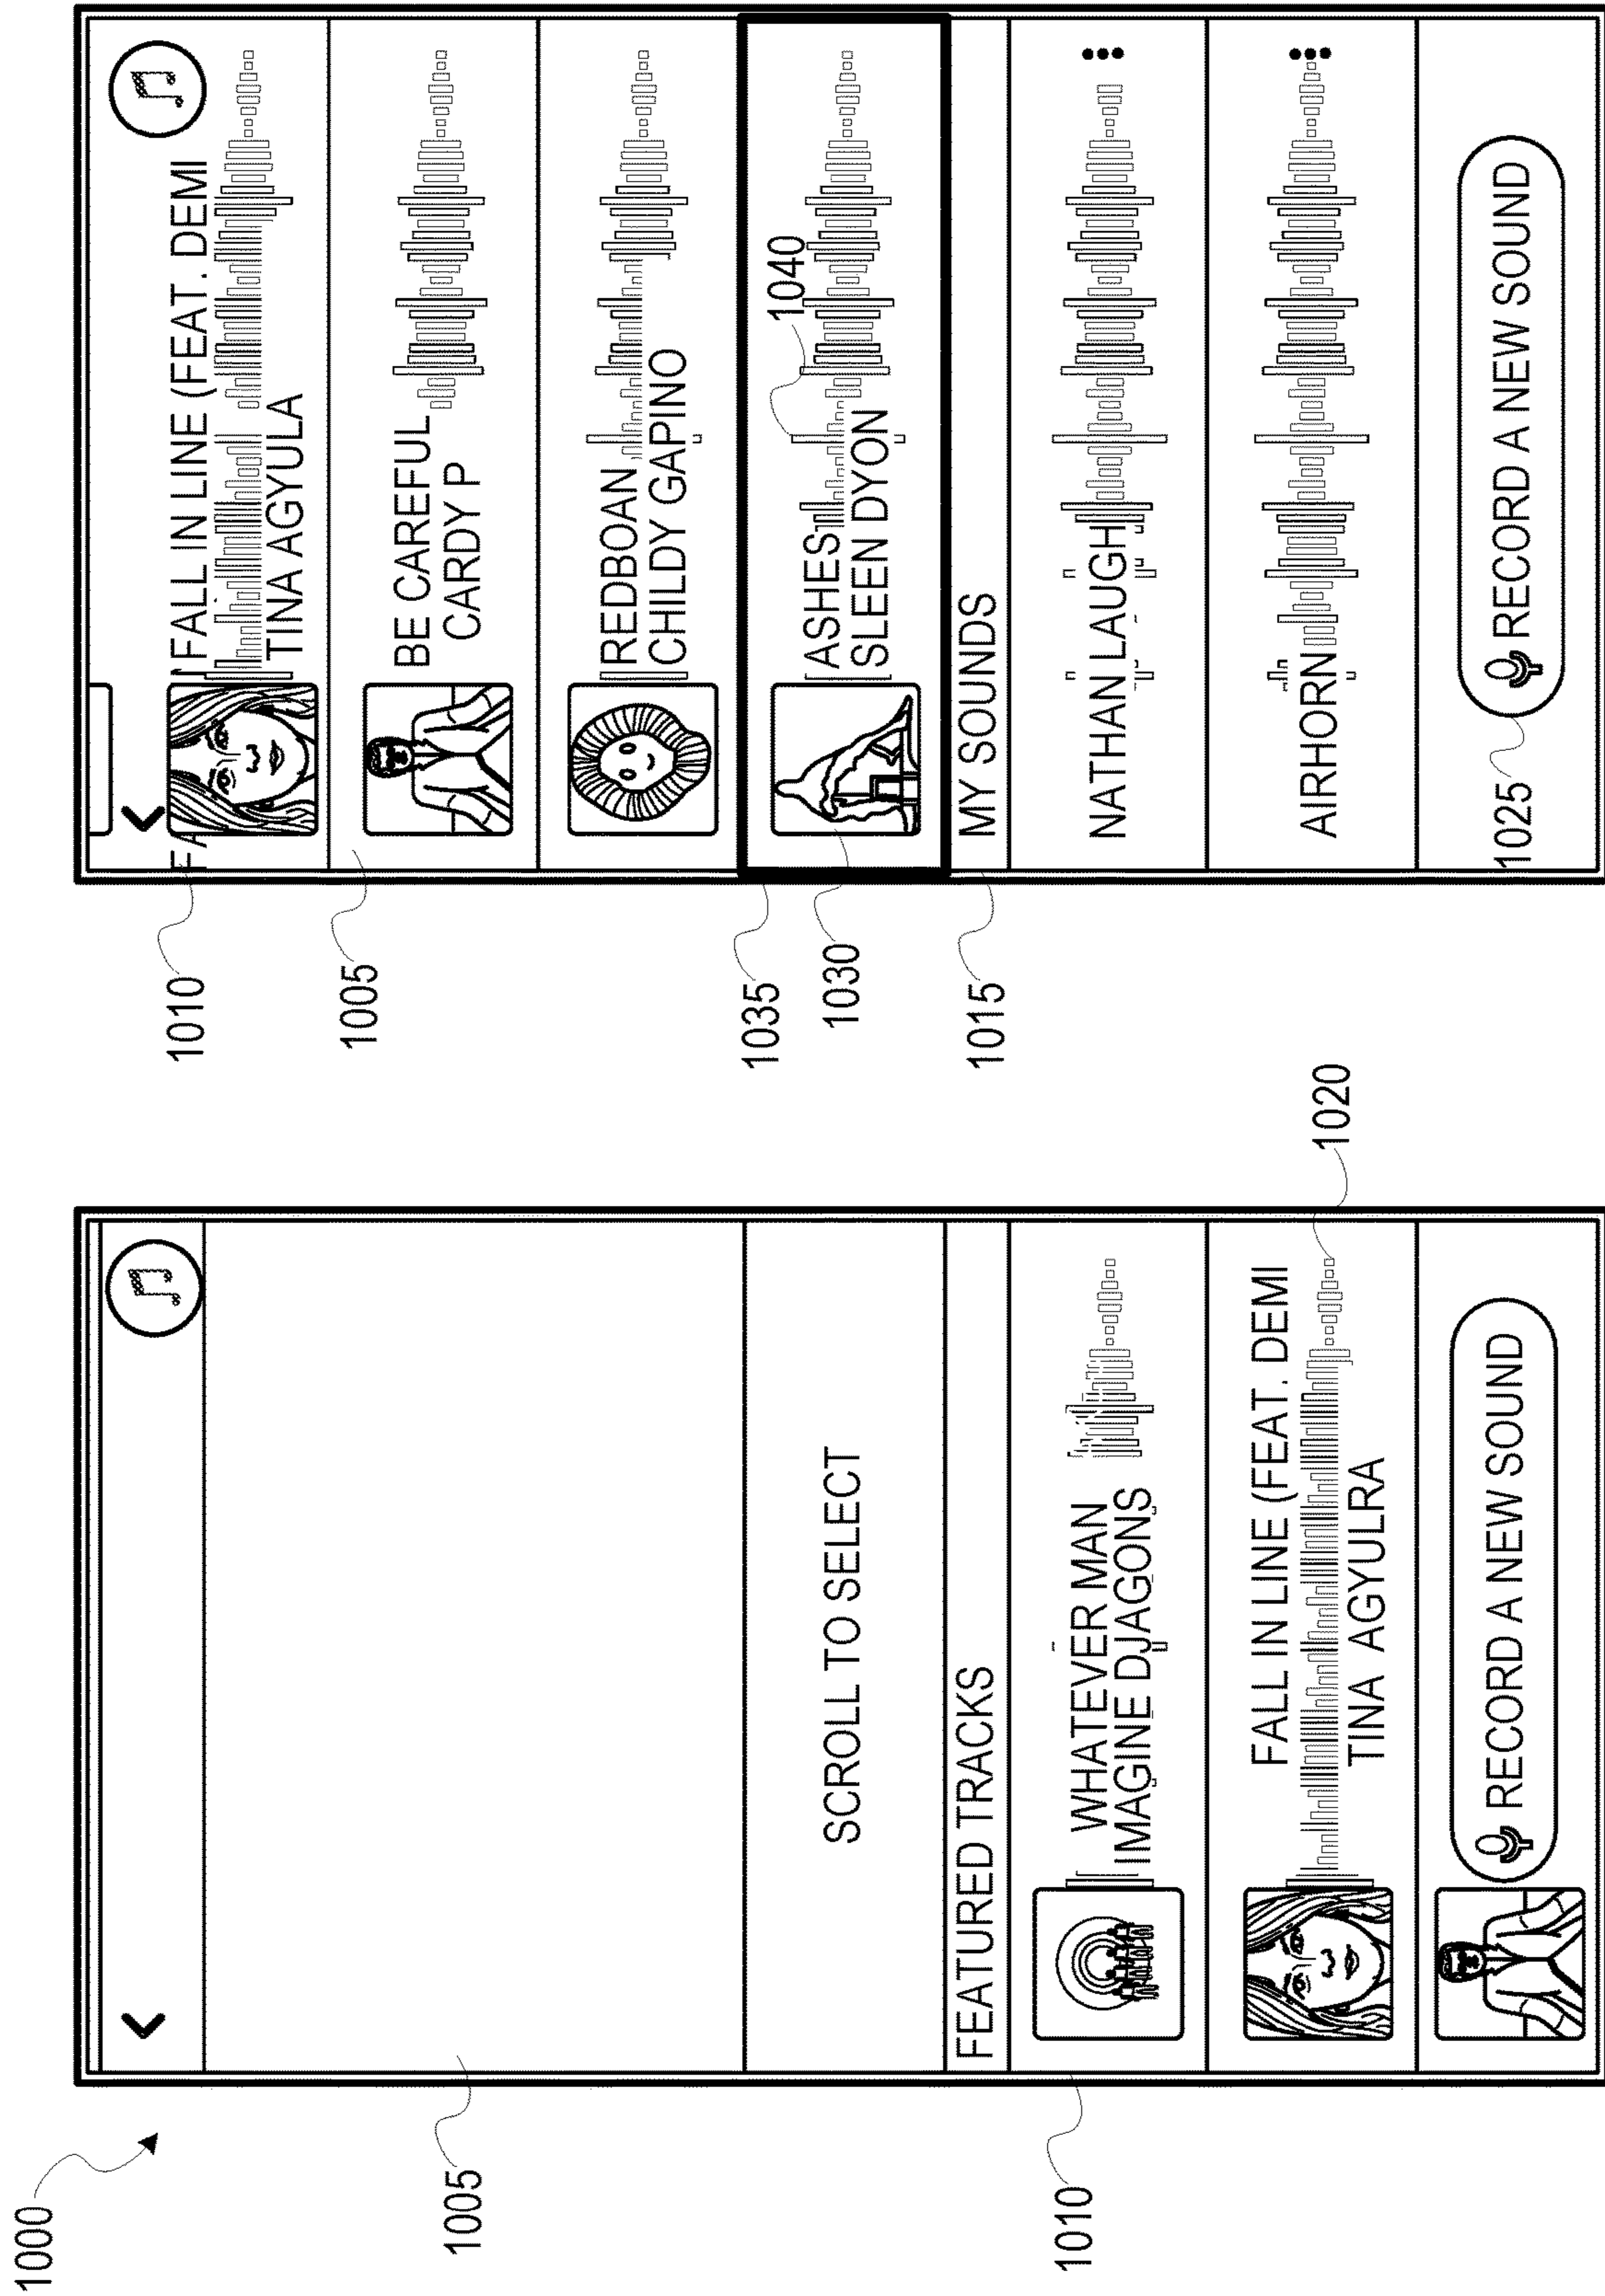 1000
1005
SCROLL TO SELECT
FEATURED TRACKS
1010
WHATEVER MAN
IMAGINE DJAGONS
FALL IN LINE (FEAT. DEMI
1020
TINA AGYULRA
RECORD A NEW SOUND
1010
FA
FALL IN LINE (FEAT. DEMI
TINA AGYULA
1005
BE CAREFUL
CARDY P
REDBOAN
CHILDY GAPINO
1035
1040
1030
ASHES
SLEEN DYON
1015
MY SOUNDS
NATHAN LAUGH
AIRHORN
1025
RECORD A NEW SOUND